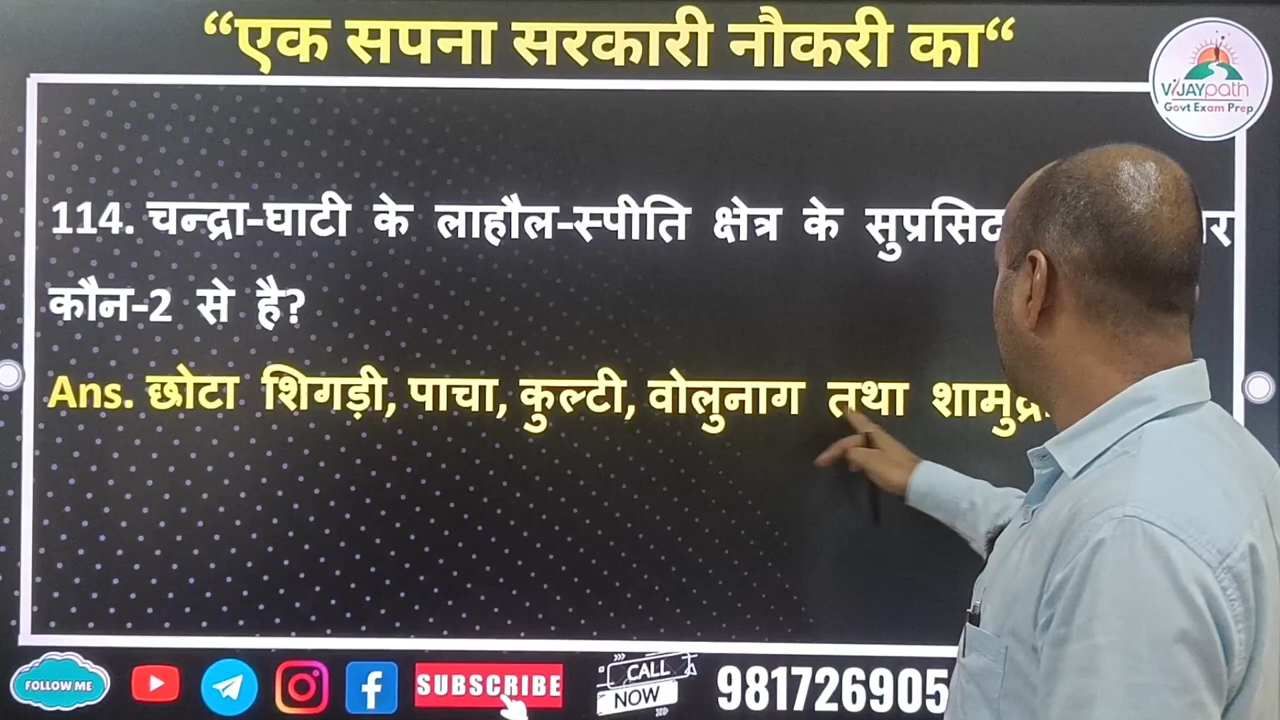 “एक सपना सरकारी नौकरी का“
VIJAYpath
Govt Exam Prep
114. चन्द्रा-घाटी के लाहौल-स्पीति क्षेत्र के
कौन-2 से है?
Ans. छोटा शिगड़ी, पाचा, कुल्टी, वोलुनाग तथा
FOLLOW ME
SUBSCRIBE
CALL
NOW
981726905